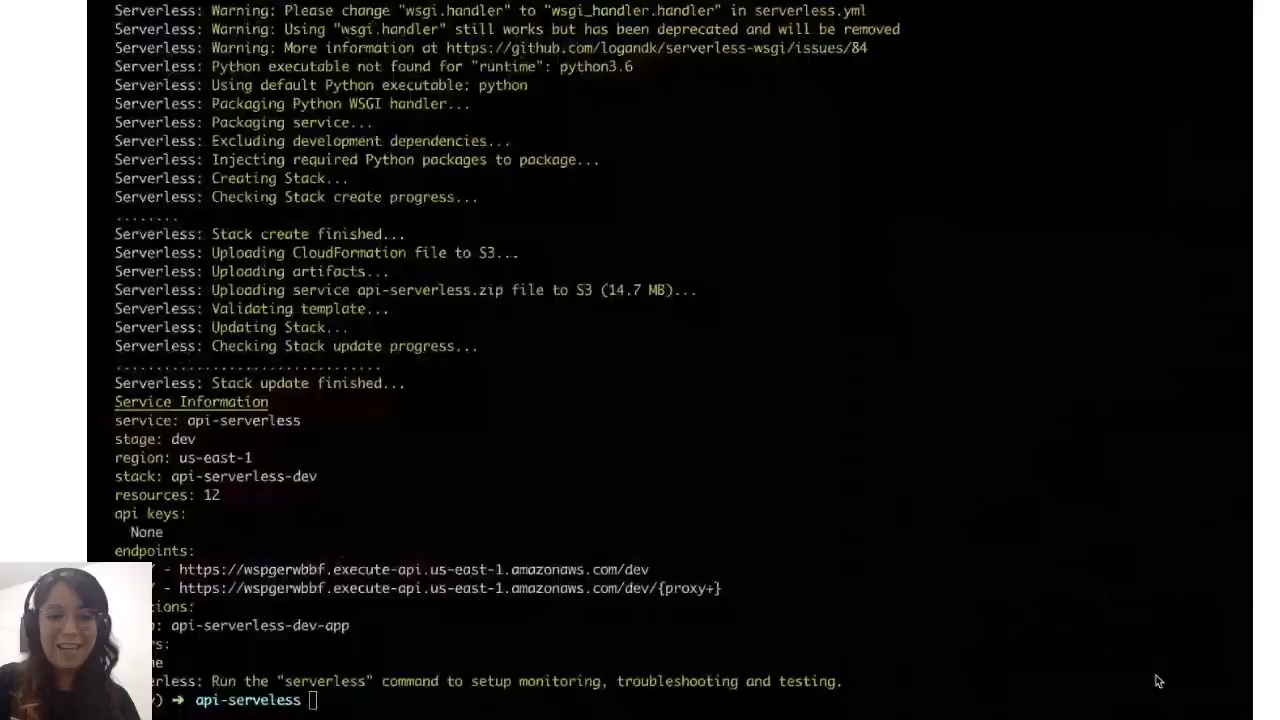 Serverless: Warning: Please change "wsgi.handler" to "wsgi_handler.handler" in serverless.yml
Serverless: Warning: Using "wsgi.handler" still works but has been deprecated and will be removed
Serverless: Warning: More information at https://github.com/logandk/serverless-wsgi/issues/84
Serverless: Python executable not found for "runtime": python3.6
Serverless: Using default Python executable: python
Serverless: Packaging Python WSGI handler...
Serverless: Packaging service...
Serverless: Excluding development dependencies...
Serverless: Injecting required Python packages to package...
Serverless: Creating Stack...
Serverless: Checking Stack create progress...
........
Serverless: Stack create finished...
Serverless: Uploading CloudFormation file to S3...
Serverless: Uploading artifacts...
Serverless: Uploading service api-serverless.zip file to S3 (14.7 MB)...
Serverless: Validating template...
Serverless: Updating Stack...
Serverless: Checking Stack update progress...
.................................
Serverless: Stack update finished...
Service Information
service: api-serverless
stage: dev
region: us-east-1
stack: api-serverless-dev
resources: 12
api keys:
None
endpoints:
/ - https://wspgerwbbf.execute-api.us-east-1.amazonaws.com/dev
/ - https://wspgerwbbf.execute-api.us-east-1.amazonaws.com/dev/{proxy+}
tions:
: api-serverless-dev-app
s:
ne
erless: Run the "serverless" command to setup monitoring, troubleshooting and testing.
) ➜ api-serveless